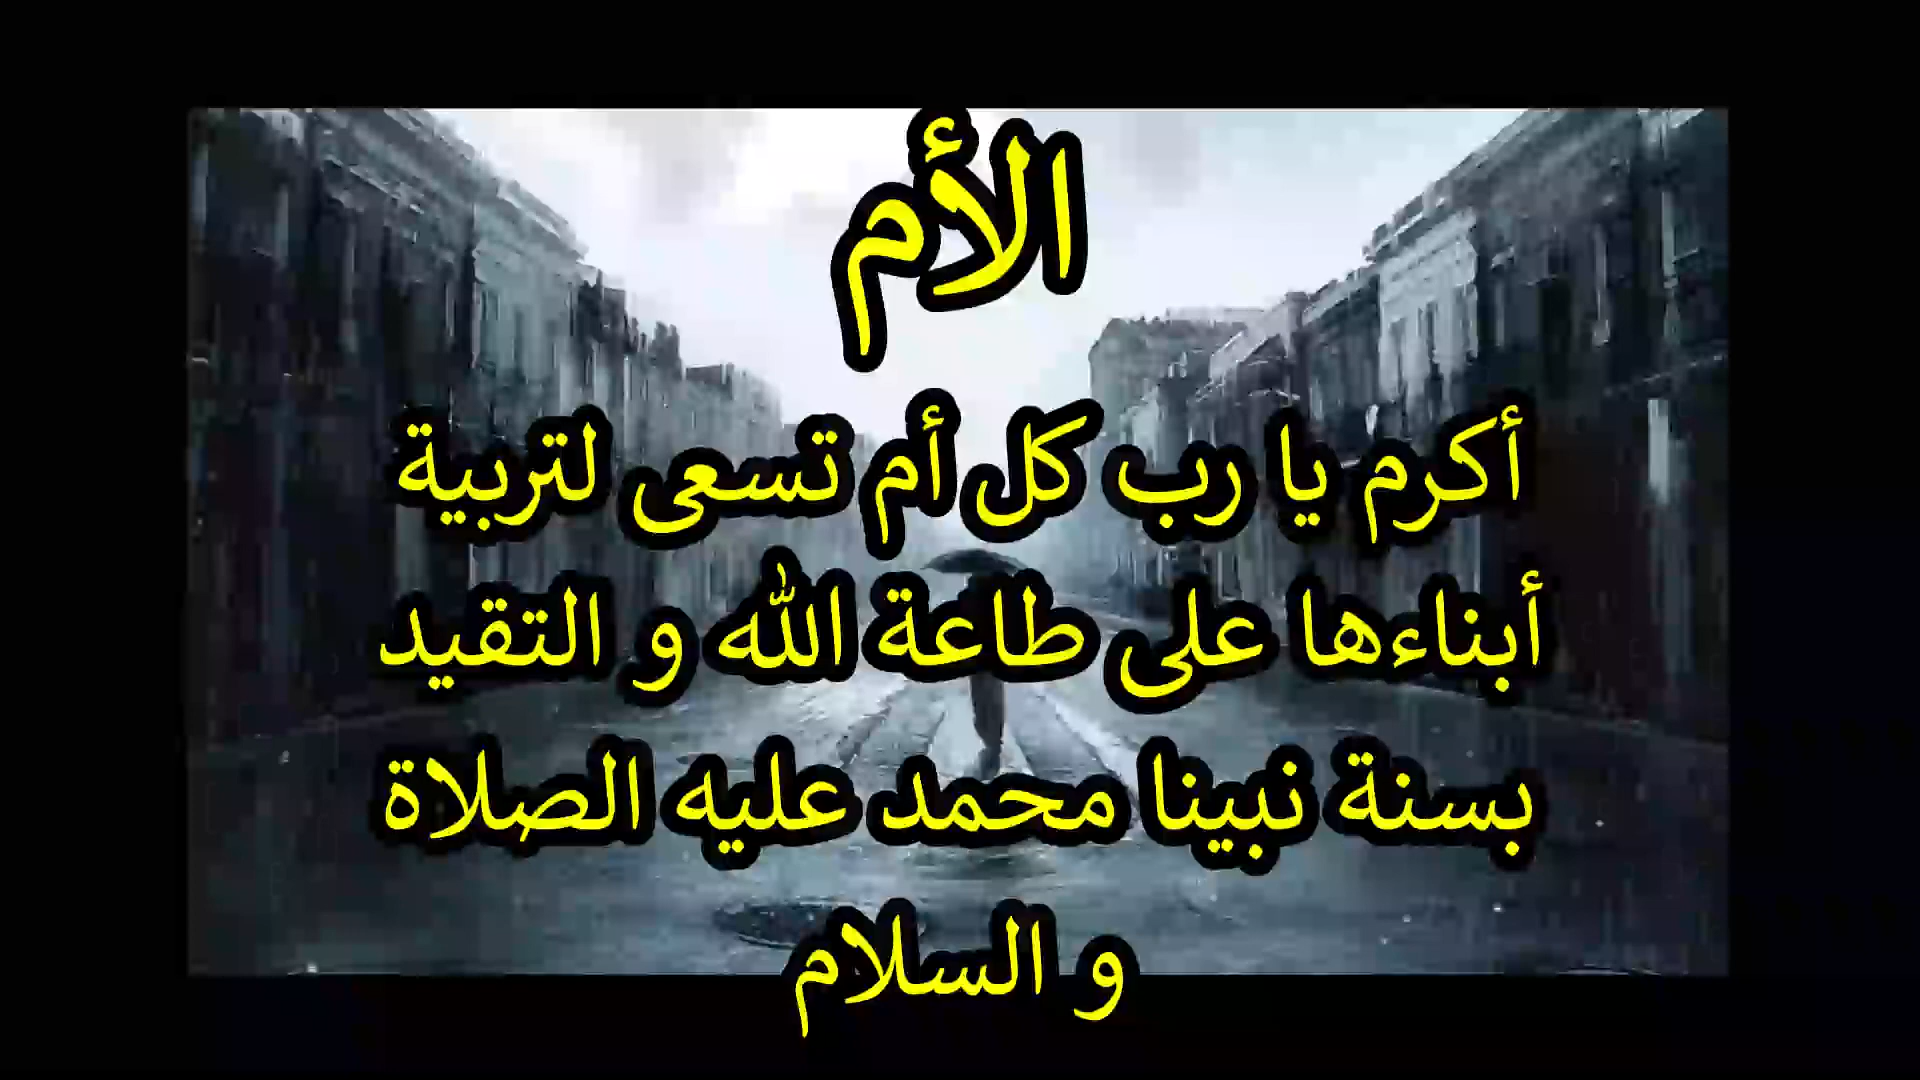 الأم
أكرم يا رب كل أم تسعى لتربية
أبناءها على طاعة الله و التقيد
بسنة نبينا محمد عليه الصلاة
و السلام